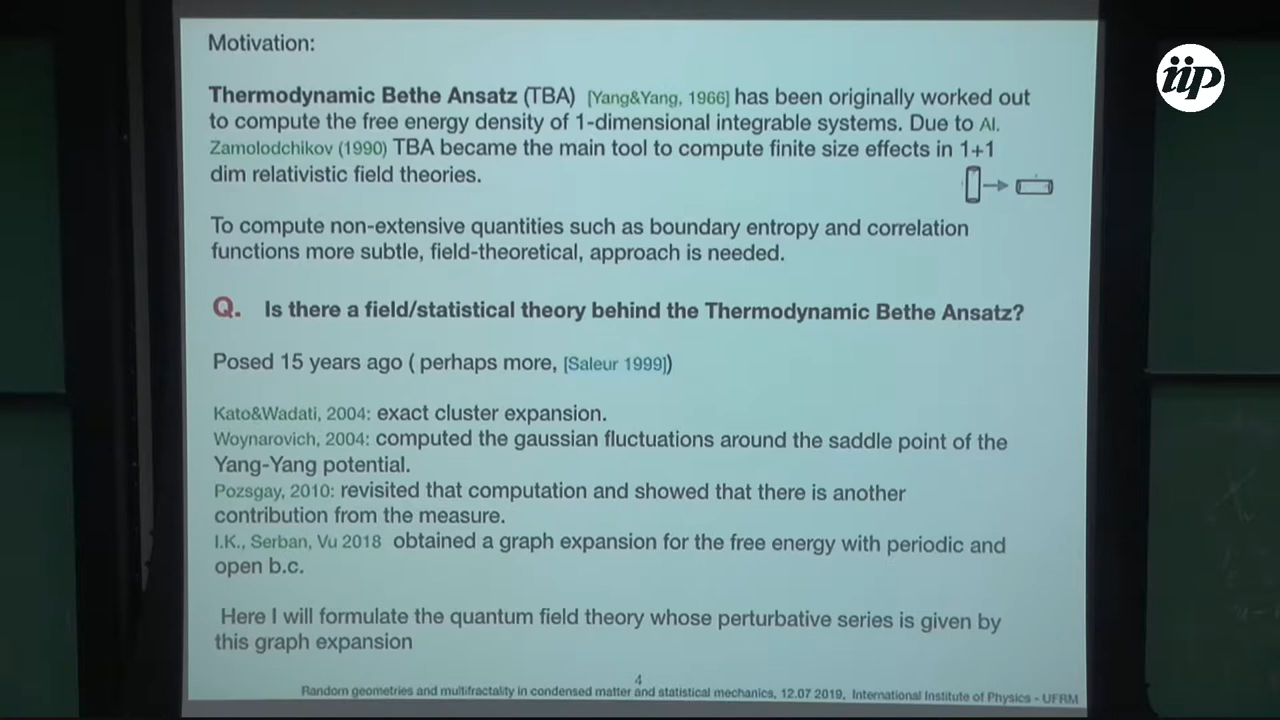 iip
Motivation:
Thermodynamic Bethe Ansatz (TBA) [Yang&Yang, 1966] has been originally worked out
to compute the free energy density of 1-dimensional integrable systems. Due to Al.
Zamolodchikov (1990) TBA became the main tool to compute finite size effects in 1+1
dim relativistic field theories.
To compute non-extensive quantities such as boundary entropy and correlation
functions more subtle, field-theoretical, approach is needed.
Q. Is there a field/statistical theory behind the Thermodynamic Bethe Ansatz?
Posed 15 years ago ( perhaps more, [Saleur 1999])
Kato&Wadati, 2004: exact cluster expansion.
Woynarovich, 2004: computed the gaussian fluctuations around the saddle point of the
Yang-Yang potential.
Pozsgay, 2010: revisited that computation and showed that there is another
contribution from the measure.
I.K., Serban, Vu 2018 obtained a graph expansion for the free energy with periodic and
open b.c.
Here I will formulate the quantum field theory whose perturbative series is given by
this graph expansion
4
Random geometries and multifractality in condensed matter and statistical mechanics, 12.07 2019, International Institute of Physics - UFRM